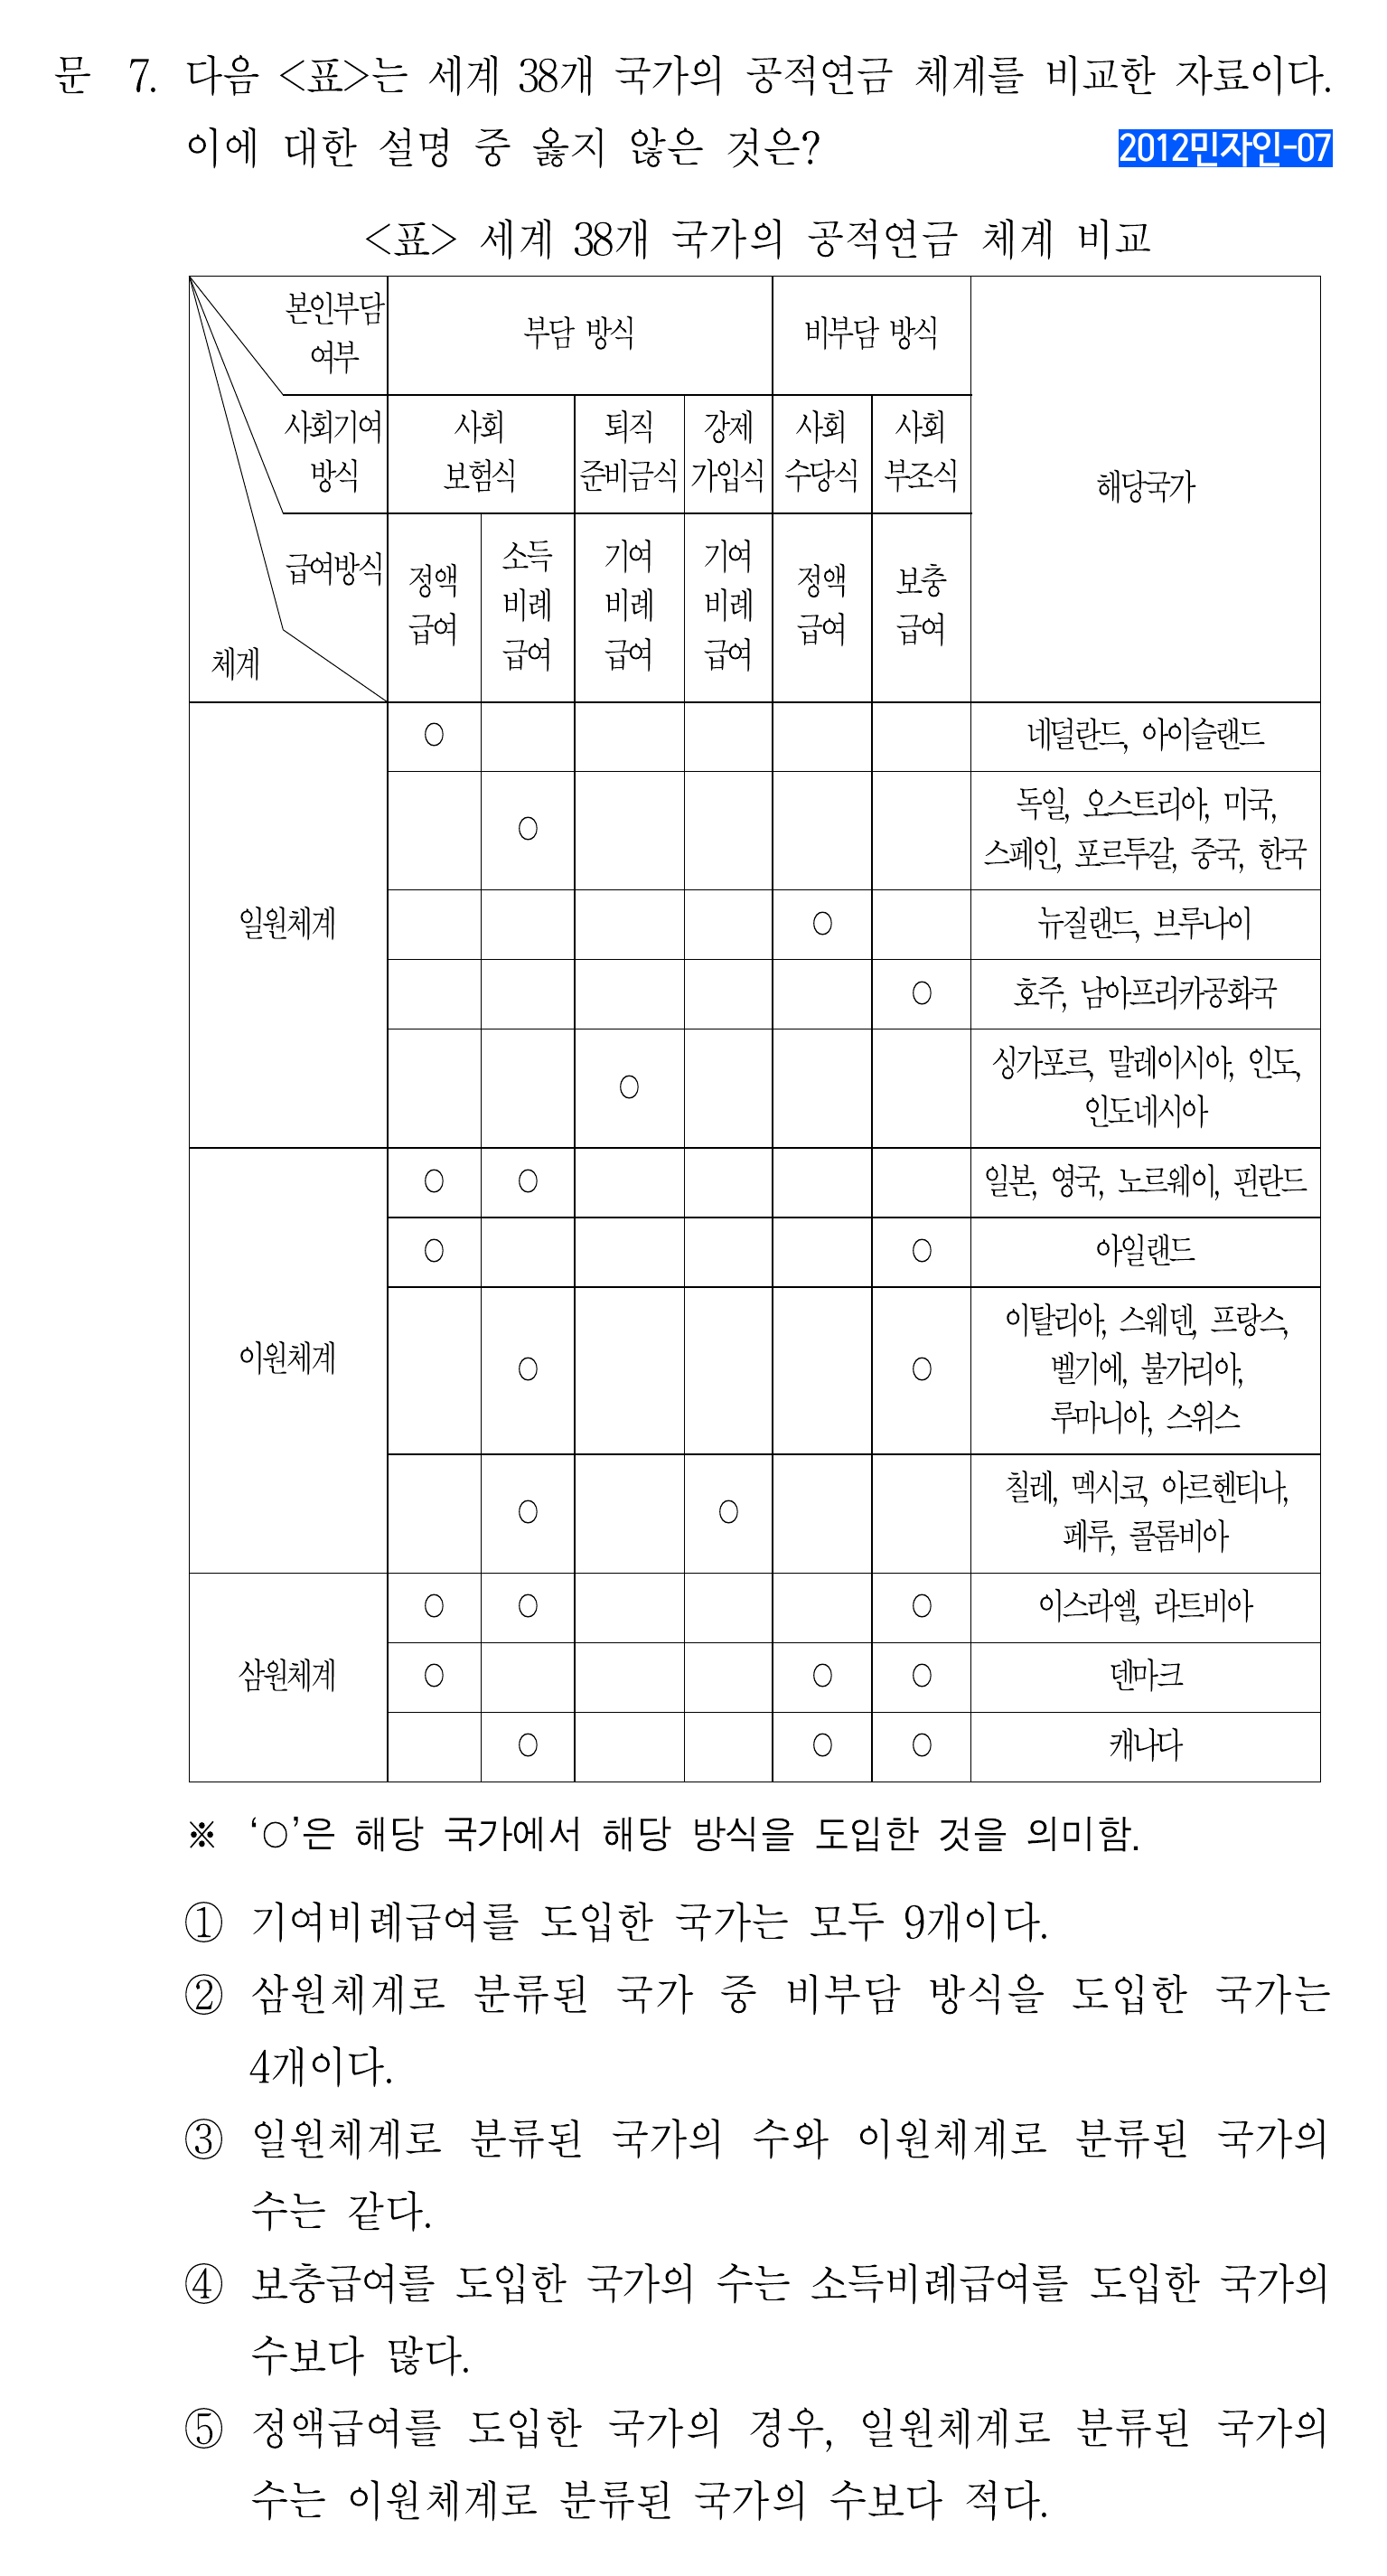 문 7. 다음 <표>는 세계 38개 국가의 공적연금 체계를 비교한 자료이다.
이에 대한 설명 중 옳지 않은 것은?
2012민자인-07
<표> 세계 38개 국가의 공적연금 체계 비교
본인부담
여부
부담 방식
비부담 방식
해당국가
사회기여
방식
사회
보험식
퇴직
준비금식
강제
가입식
사회
수당식
사회
부조식
급여방식
체계
정액
급여
소득
비례
급여
기여
비례
급여
기여
비례
급여
정액
급여
보충
급여
일원체계
○ 네덜란드, 아이슬랜드
○ 독일, 오스트리아, 미국,
스페인, 포르투갈, 중국, 한국
○ 뉴질랜드, 브루나이
○ 호주, 남아프리카공화국
○ 싱가포르, 말레이시아, 인도,
인도네시아
이원체계
○ ○ 일본, 영국, 노르웨이, 핀란드
○ ○ 아일랜드
○ ○ 이탈리아, 스웨덴, 프랑스,
벨기에, 불가리아,
루마니아, 스위스
○ ○ 칠레, 멕시코, 아르헨티나,
페루, 콜롬비아
삼원체계
○ ○ ○ 이스라엘, 라트비아
○ ○ ○ 덴마크
○ ○ ○ 캐나다
※ ‘○’은 해당 국가에서 해당 방식을 도입한 것을 의미함.
① 기여비례급여를 도입한 국가는 모두 9개이다.
② 삼원체계로 분류된 국가 중 비부담 방식을 도입한 국가는
4개이다.
③ 일원체계로 분류된 국가의 수와 이원체계로 분류된 국가의
수는 같다.
④ 보충급여를 도입한 국가의 수는 소득비례급여를 도입한 국가의
수보다 많다.
⑤ 정액급여를 도입한 국가의 경우, 일원체계로 분류된 국가의
수는 이원체계로 분류된 국가의 수보다 적다.